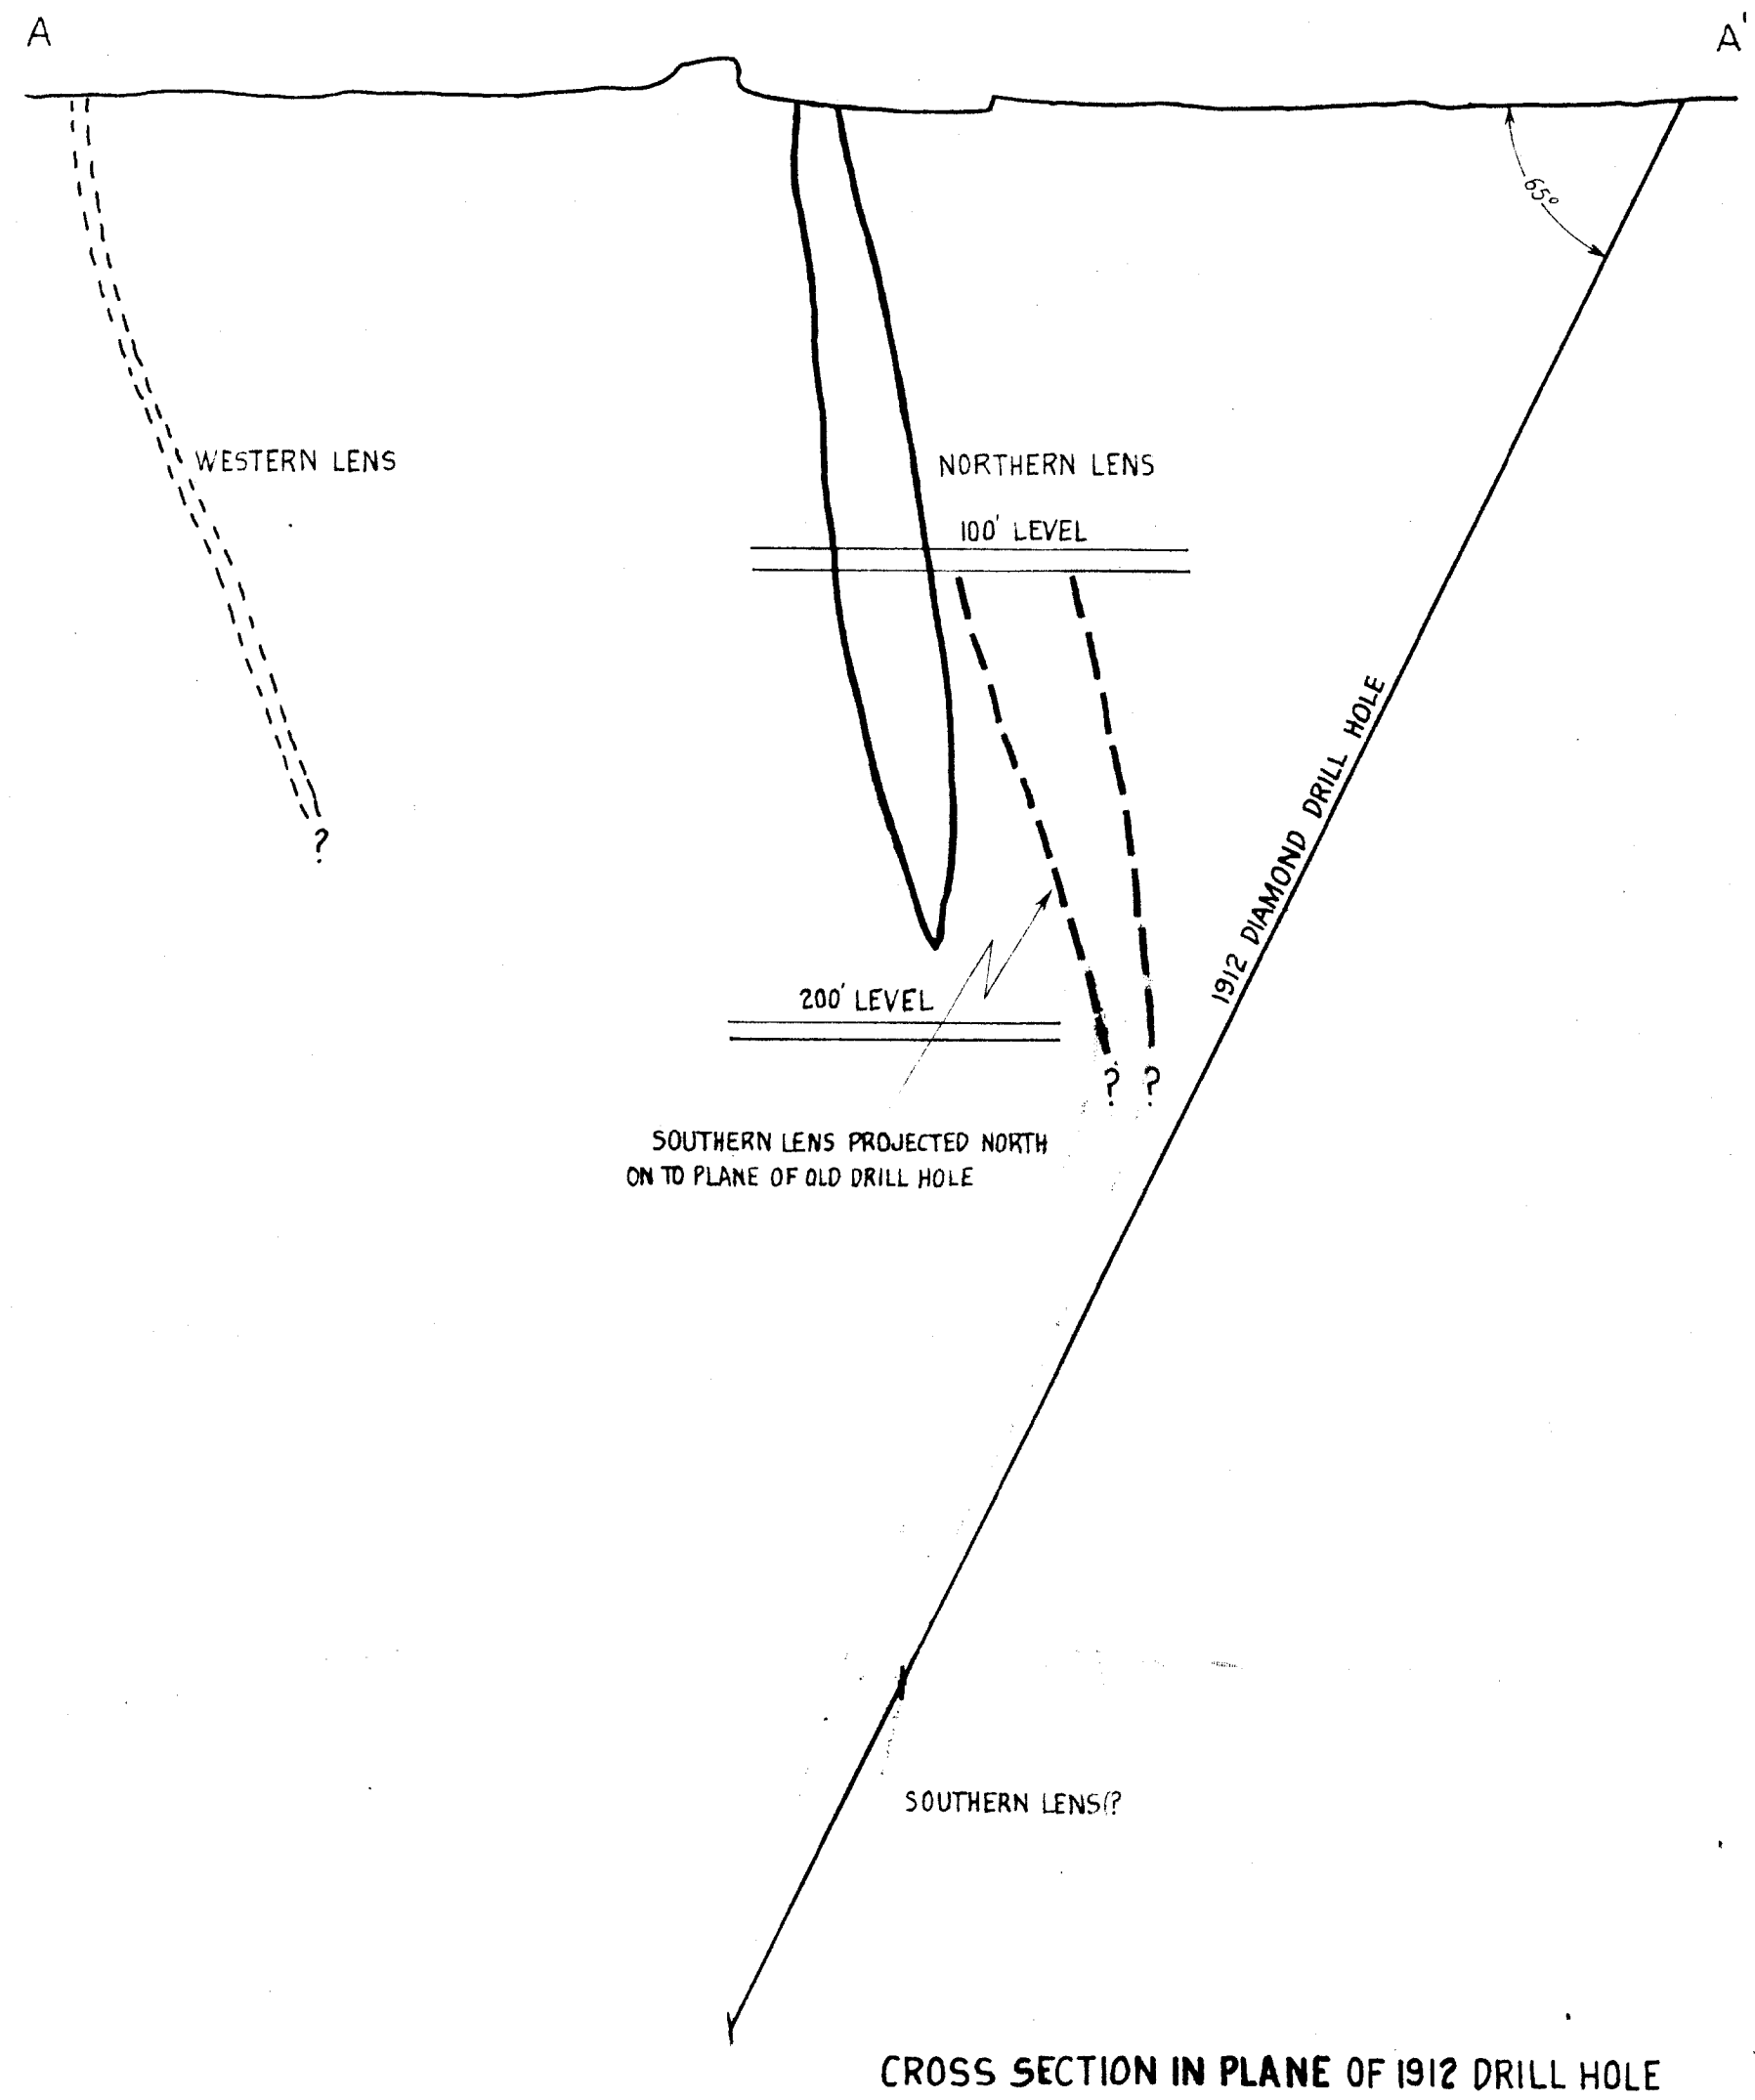 A
A'
65°
WESTERN LENS
NORTHERN LENS
100' LEVEL
1912 DIAMOND DRILL HOLE
?
200' LEVEL
? ?
SOUTHERN LENS PROJECTED NORTH
ON TO PLANE OF OLD DRILL HOLE
SOUTHERN LENS(?
CROSS SECTION IN PLANE OF 1912 DRILL HOLE